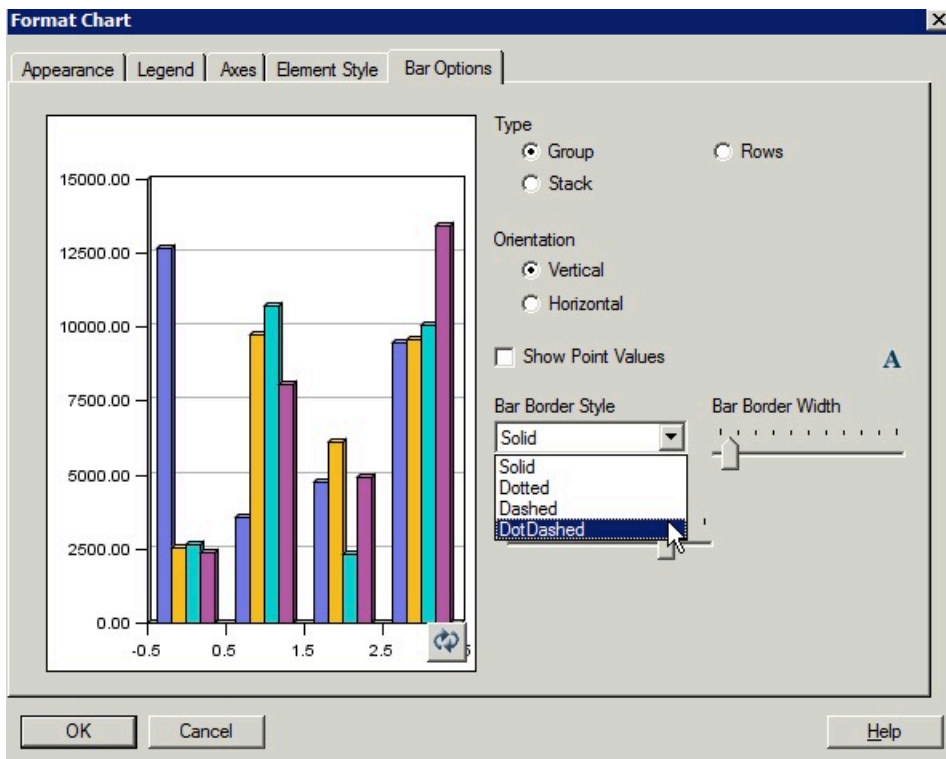 Format Chart
Appearance Legend Axes Element Style Bar Options
Type
Group Rows
Stack
Orientation
Vertical
Horizontal
Show Point Values A
Bar Border Style Bar Border Width
Solid
Solid
Dotted
Dashed
DotDashed
15000.00
12500.00
10000.00
7500.00
5000.00
2500.00
0.00
-0.5 0.5 1.5 2.5
OK Cancel Help